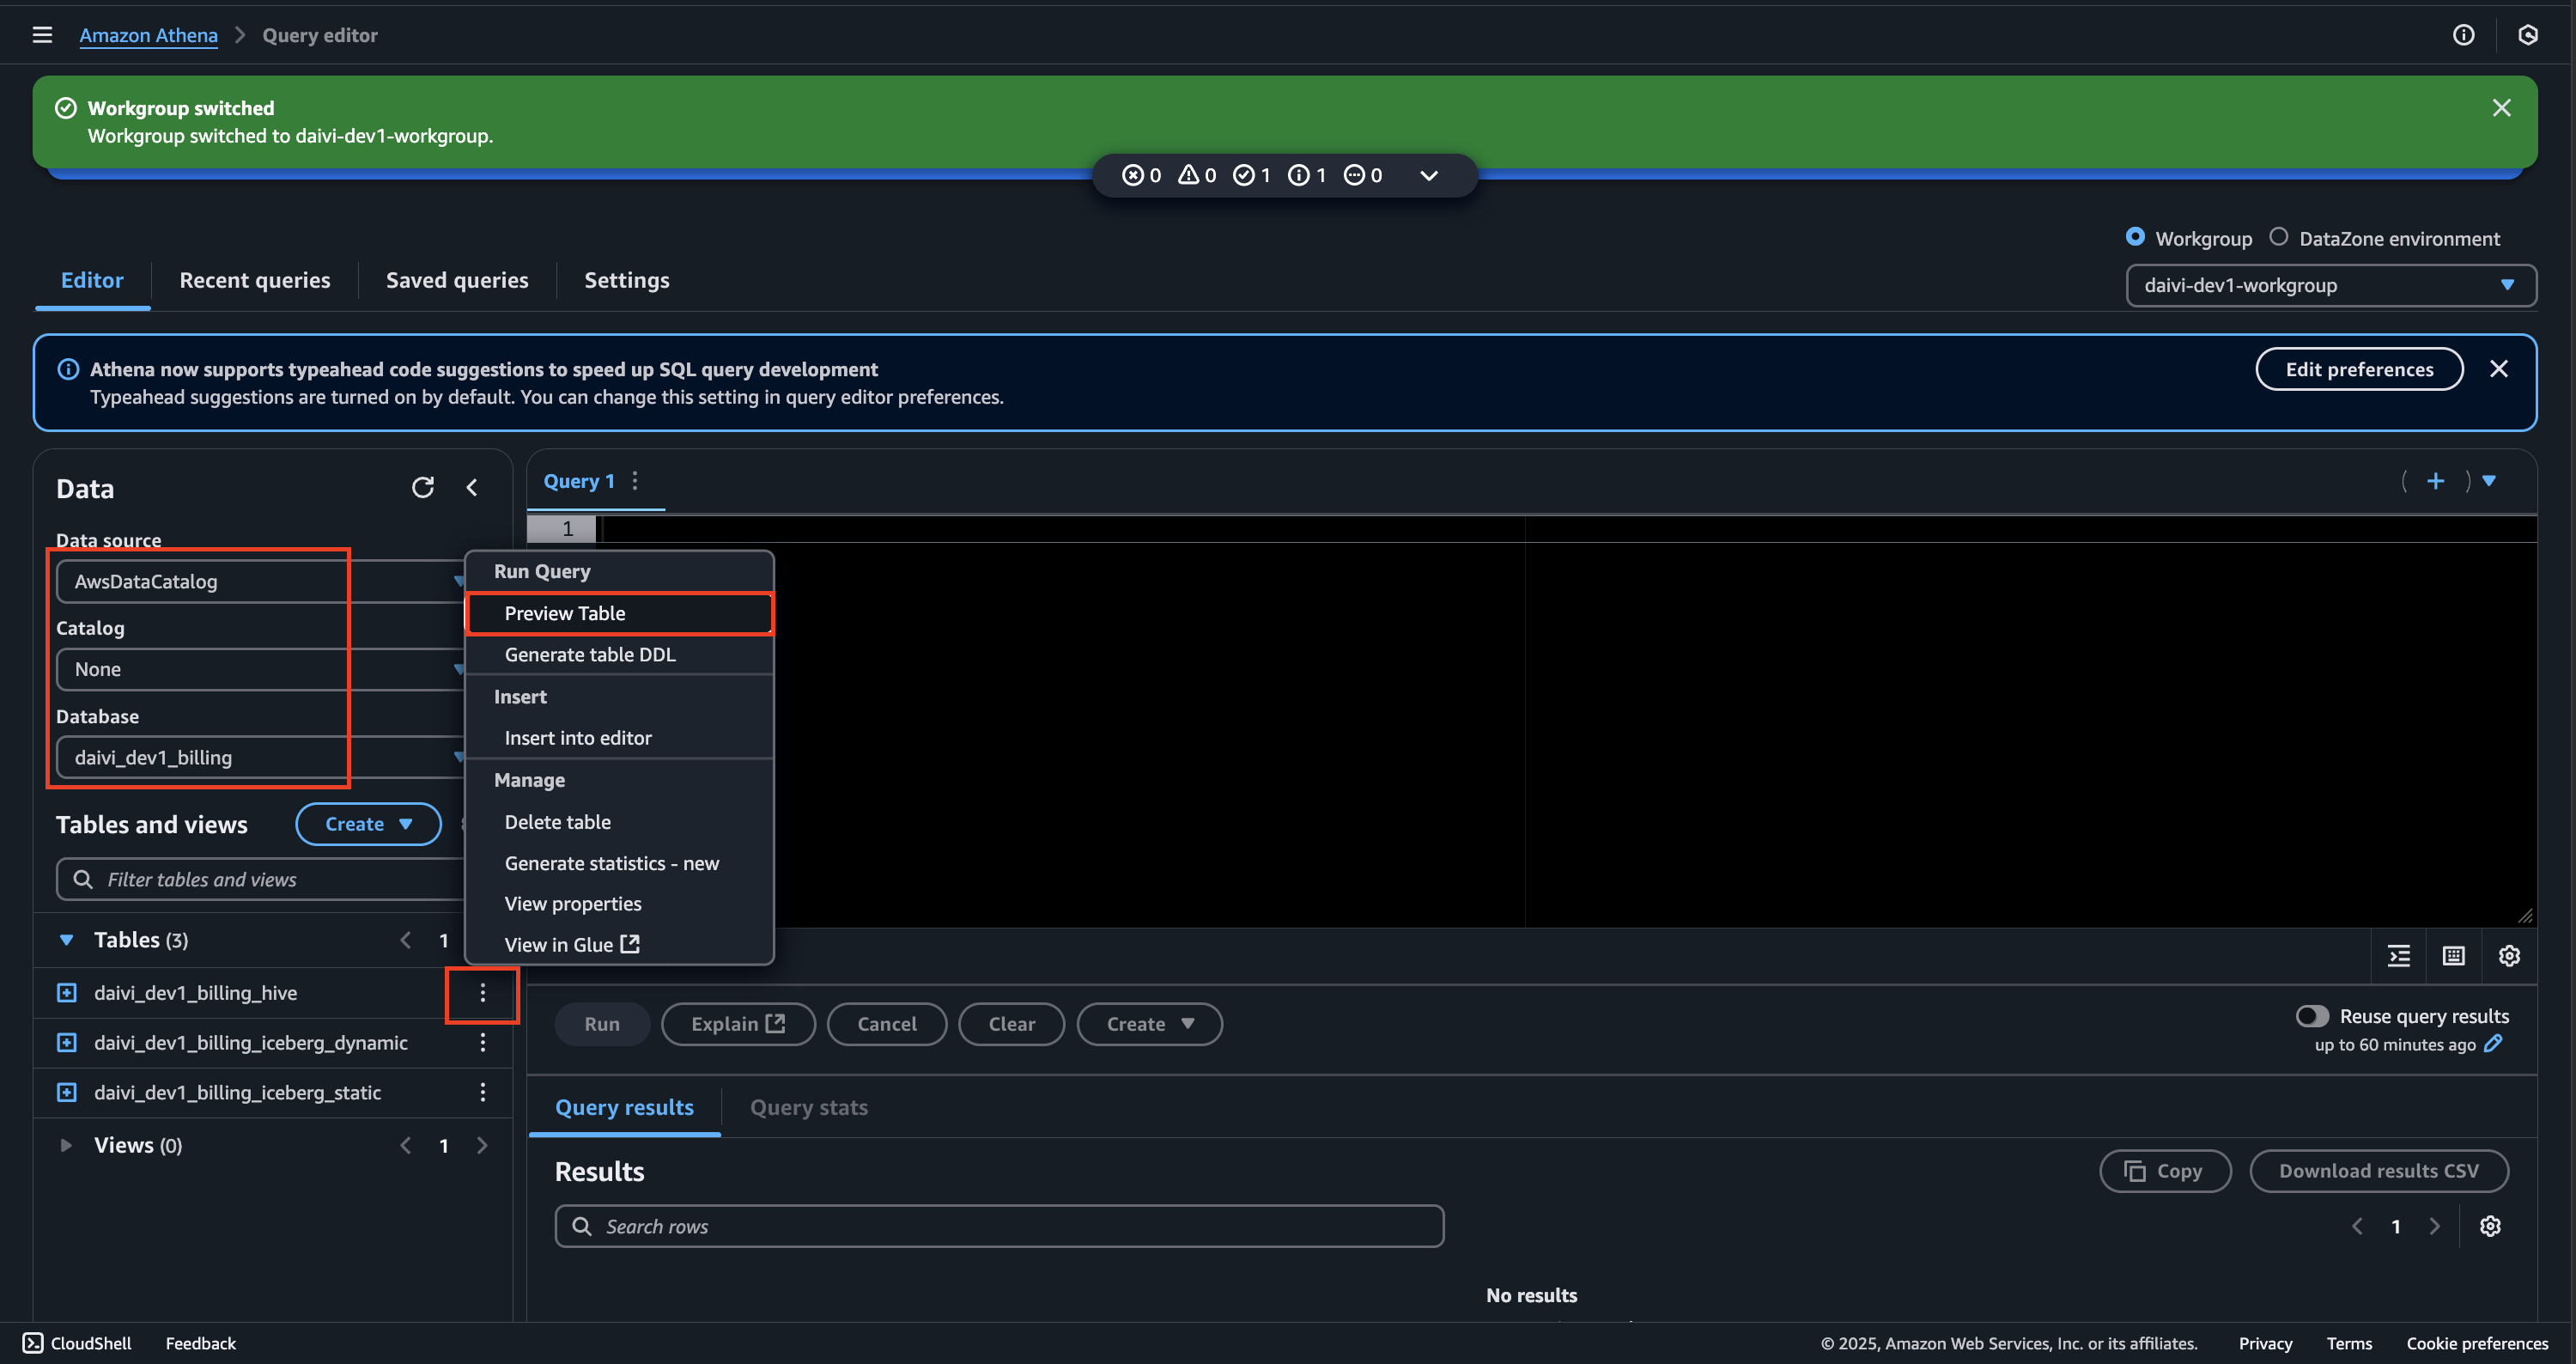 Amazon Athena > Query editor
Workgroup switched
Workgroup switched to daivi-dev1-workgroup.
0 0 1 1 0
Workgroup DataZone environment
Editor Recent queries Saved queries Settings
daivi-dev1-workgroup
Athena now supports typeahead code suggestions to speed up SQL query development
Typeahead suggestions are turned on by default. You can change this setting in query editor preferences.
Edit preferences
Data
Data source
AwsDataCatalog
Catalog
None
Database
daivi_dev1_billing
Tables and views
Create
Filter tables and views
Tables (3)
1
daivi_dev1_billing_hive
daivi_dev1_billing_iceberg_dynamic
daivi_dev1_billing_iceberg_static
Views (0)
1
Run Query
Preview Table
Generate table DDL
Insert
Insert into editor
Manage
Delete table
Generate statistics - new
View properties
View in Glue
Query 1
1
Run Explain Cancel Clear Create
Reuse query results
up to 60 minutes ago
Query results Query stats
Results
Copy Download results CSV
Search rows
1
No results
CloudShell Feedback
© 2025, Amazon Web Services, Inc. or its affiliates. Privacy Terms Cookie preferences